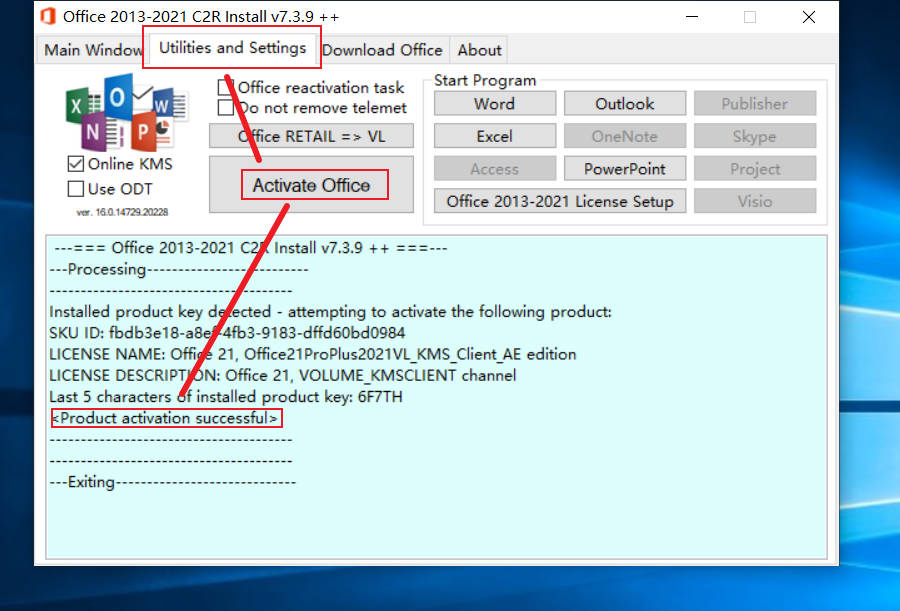 Office 2013-2021 C2R Install v7.3.9 ++
Main Window
Utilities and Settings
Download Office
About
Office reactivation task
Do not remove telemet
Office RETAIL => VL
Activate Office
Online KMS
Use ODT
ver. 16.0.14729.20228
Start Program
Word
Outlook
Publisher
Excel
OneNote
Skype
Access
PowerPoint
Project
Office 2013-2021 License Setup
Visio
---=== Office 2013-2021 C2R Install v7.3.9 ++ ===---
---Processing--------------------------
---------------------------------------
Installed product key detected - attempting to activate the following product:
SKU ID: fbdb3e18-a8ef-4fb3-9183-dffd60bd0984
LICENSE NAME: Office 21, Office21ProPlus2021VL_KMS_Client_AE edition
LICENSE DESCRIPTION: Office 21, VOLUME_KMSCLIENT channel
Last 5 characters of installed product key: 6F7TH
<Product activation successful>
---------------------------------------
---------------------------------------
---Exiting-----------------------------